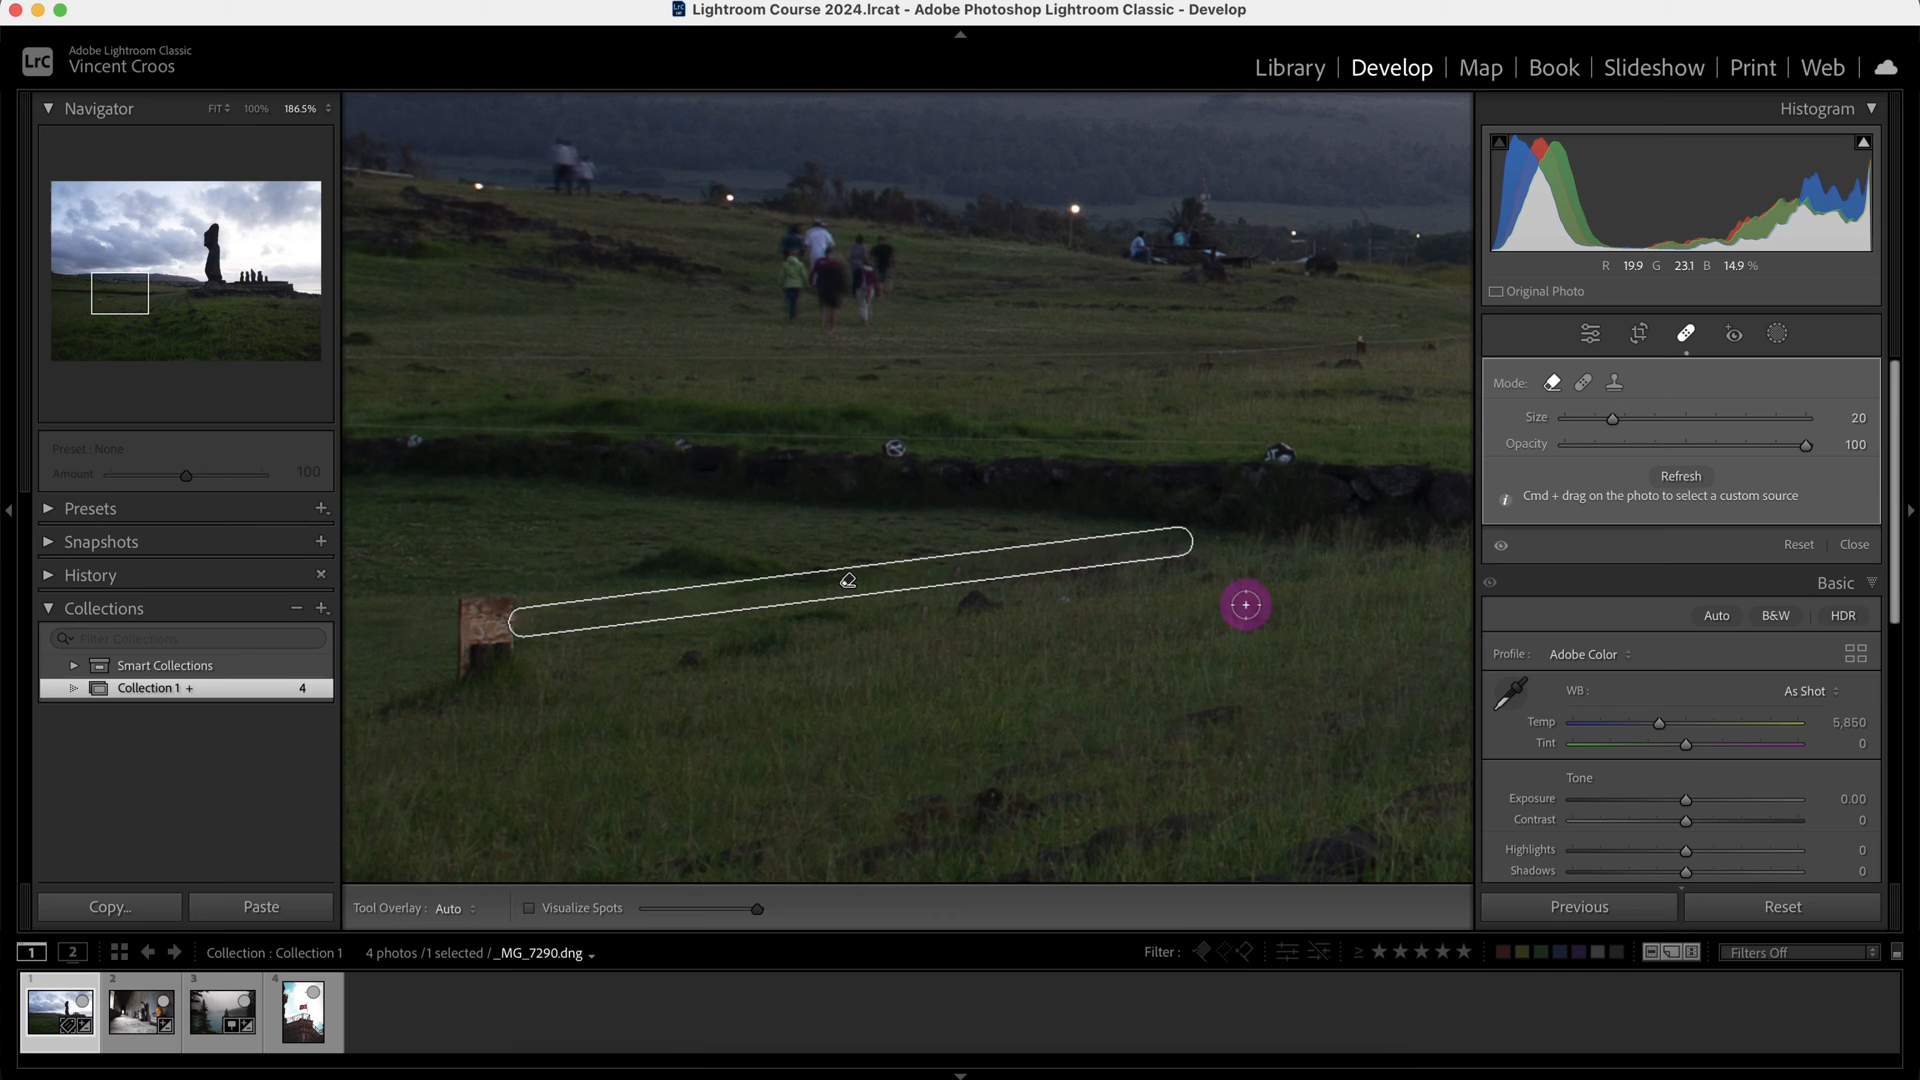 Lightroom Course 2024.lrcat - Adobe Photoshop Lightroom Classic - Develop
LrC
Adobe Lightroom Classic
Vincent Croos
Library | Develop | Map | Book | Slideshow | Print | Web
Navigator FIT 100% 186.5%
Histogram
R 19.9 G 23.1 B 14.9 %
Original Photo
Mode:
Size 20
Opacity 100
Refresh
Cmd + drag on the photo to select a custom source
Reset Close
Preset : None
Amount 100
Presets
Snapshots
History
Collections
Filter Collections
Smart Collections
Collection 1 + 4
Basic
Auto B&W HDR
Profile : Adobe Color
WB : As Shot
Temp 5,850
Tint 0
Tone
Exposure 0.00
Contrast 0
Highlights 0
Shadows 0
Copy... Paste
Tool Overlay : Auto Visualize Spots
Previous Reset
1 2 Collection : Collection 1 4 photos /1 selected /_MG_7290.dng
Filter : Filters Off
1 2 3 4